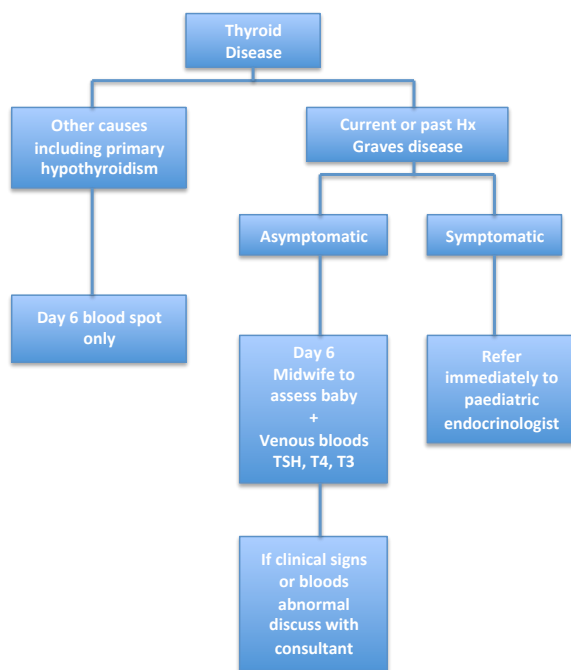 Thyroid
Disease
Other causes
including primary
hypothyroidism
Current or past Hx
Graves disease
Asymptomatic
Symptomatic
Day 6 blood spot
only
Day 6
Midwife to
assess baby
+
Venous bloods
TSH, T4, T3
Refer
immediately to
paediatric
endocrinologist
If clinical signs
or bloods
abnormal
discuss with
consultant